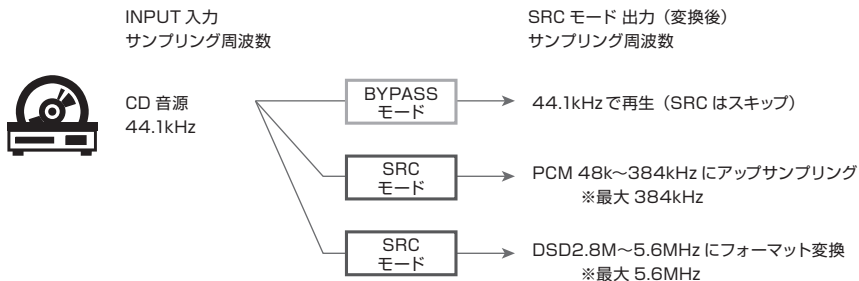 INPUT 入力
サンプリング周波数
SRC モード 出力（変換後）
サンプリング周波数
CD 音源
44.1kHz
BYPASS
モード
44.1kHz で再生（SRC はスキップ）
SRC
モード
PCM 48k～384kHz にアップサンプリング
※最大 384kHz
SRC
モード
DSD2.8M～5.6MHz にフォーマット変換
※最大 5.6MHz